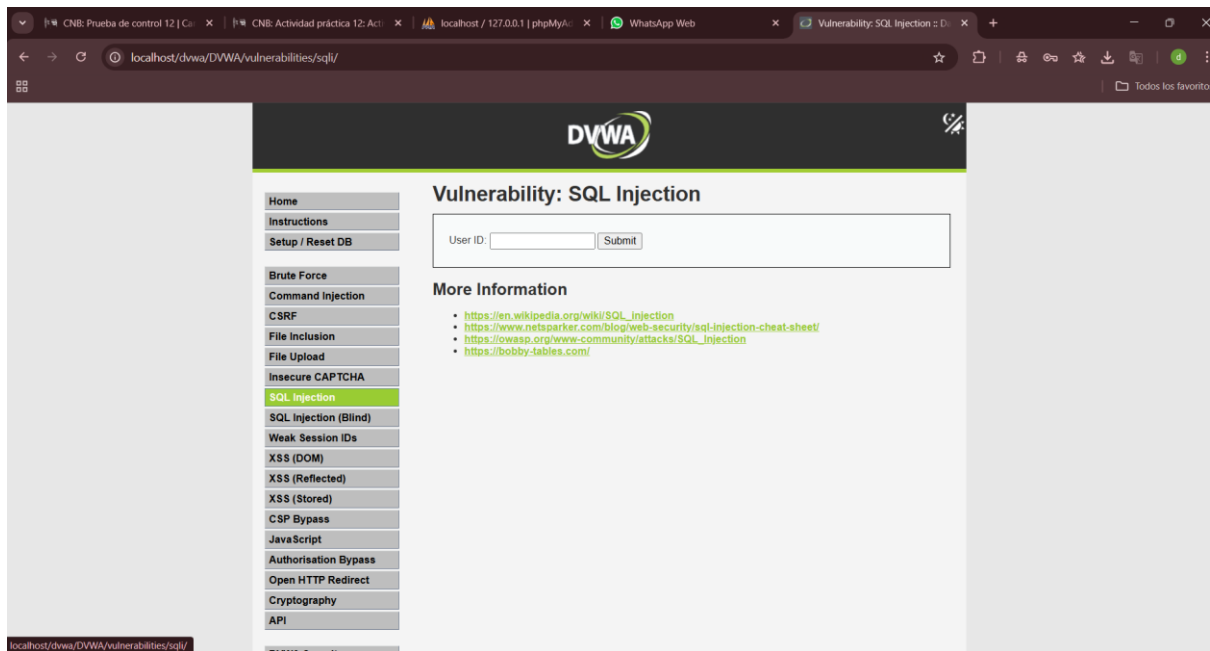 CNB: Prueba de control 12 | Ca
CNB: Actividad práctica 12: Acti
localhost / 127.0.0.1 | phpMyAd
WhatsApp Web
Vulnerability: SQL Injection :: Da
localhost/dvwa/DVWA/vulnerabilities/sqli/
d
Todos los favorito
DVWA
Home
Instructions
Setup / Reset DB
Brute Force
Command Injection
CSRF
File Inclusion
File Upload
Insecure CAPTCHA
SQL Injection
SQL Injection (Blind)
Weak Session IDs
XSS (DOM)
XSS (Reflected)
XSS (Stored)
CSP Bypass
JavaScript
Authorisation Bypass
Open HTTP Redirect
Cryptography
API
Vulnerability: SQL Injection
User ID: Submit
More Information
https://en.wikipedia.org/wiki/SQL_injection
https://www.netsparker.com/blog/web-security/sql-injection-cheat-sheet/
https://owasp.org/www-community/attacks/SQL_Injection
https://bobby-tables.com/
localhost/dvwa/DVWA/vulnerabilities/sqli/